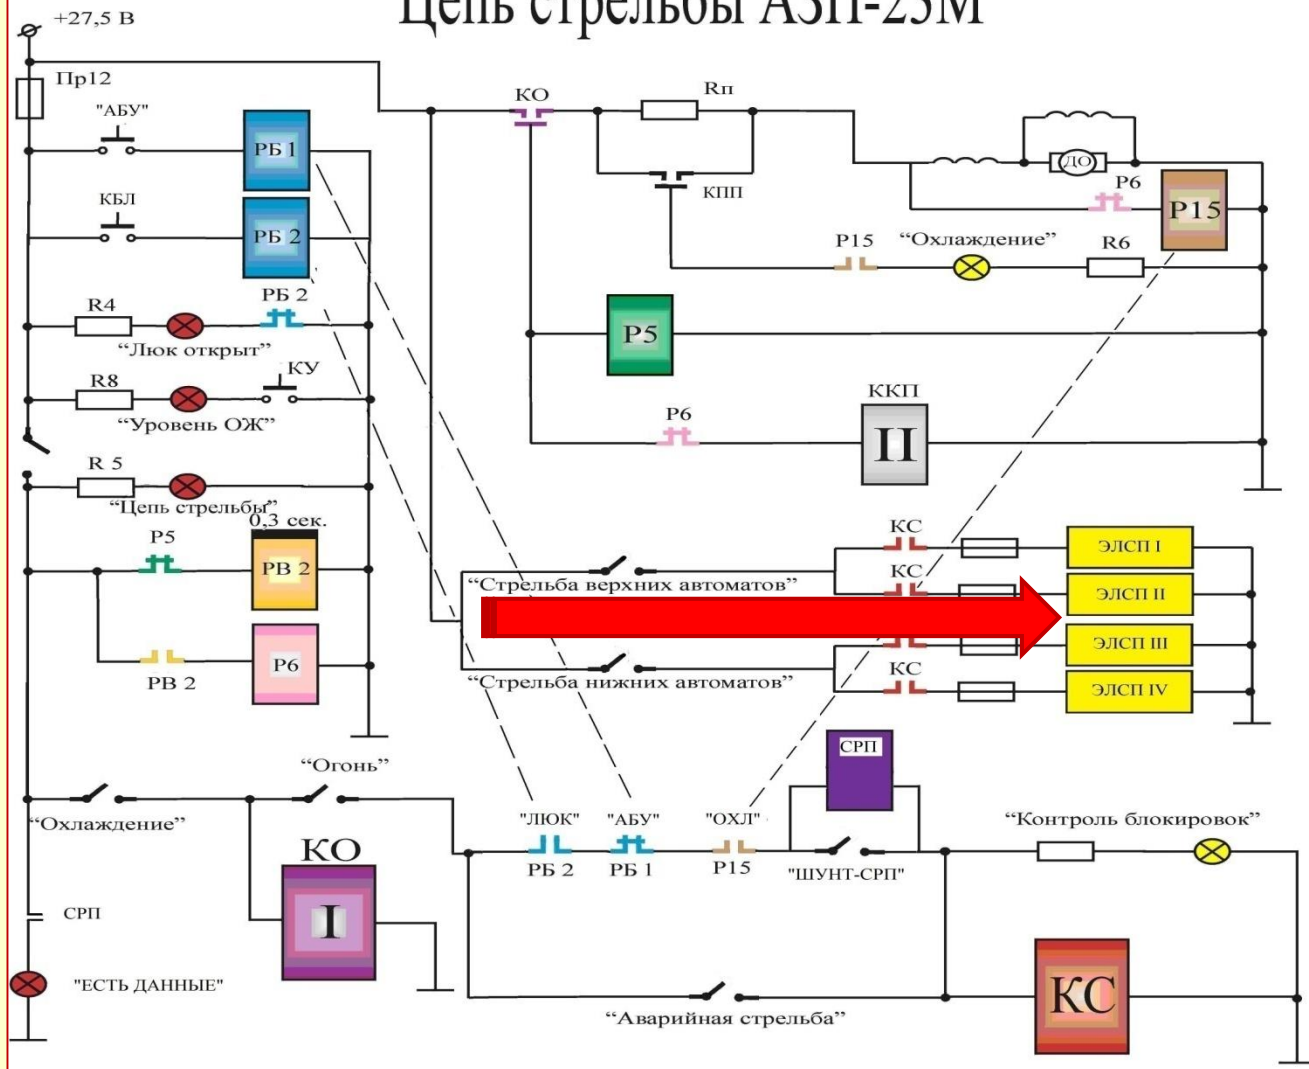 Цепь стрельбы АЗП-23М
+27,5 В
Пр12
"АБУ"
РБ 1
КБЛ
РБ 2
РБ 2
R4
“Люк открыт”
R8
КУ
“Уровень ОЖ”
R 5
“Цепь стрельбы”
0,3 сек.
Р5
РВ 2
РВ 2
Р6
КО
Rп
КПП
ДО
Р6
Р15
Р15
“Охлаждение”
R6
Р5
Р6
ККП
II
“Стрельба верхних автоматов”
КС
ЭЛСП I
КС
ЭЛСП II
ЭЛСП III
“Стрельба нижних автоматов”
КС
ЭЛСП IV
“Охлаждение”
“Огонь”
КО
I
"ЛЮК"
РБ 2
"АБУ"
РБ 1
"ОХЛ"
Р15
СРП
"ШУНТ-СРП"
“Контроль блокировок”
СРП
"ЕСТЬ ДАННЫЕ"
“Аварийная стрельба”
КС